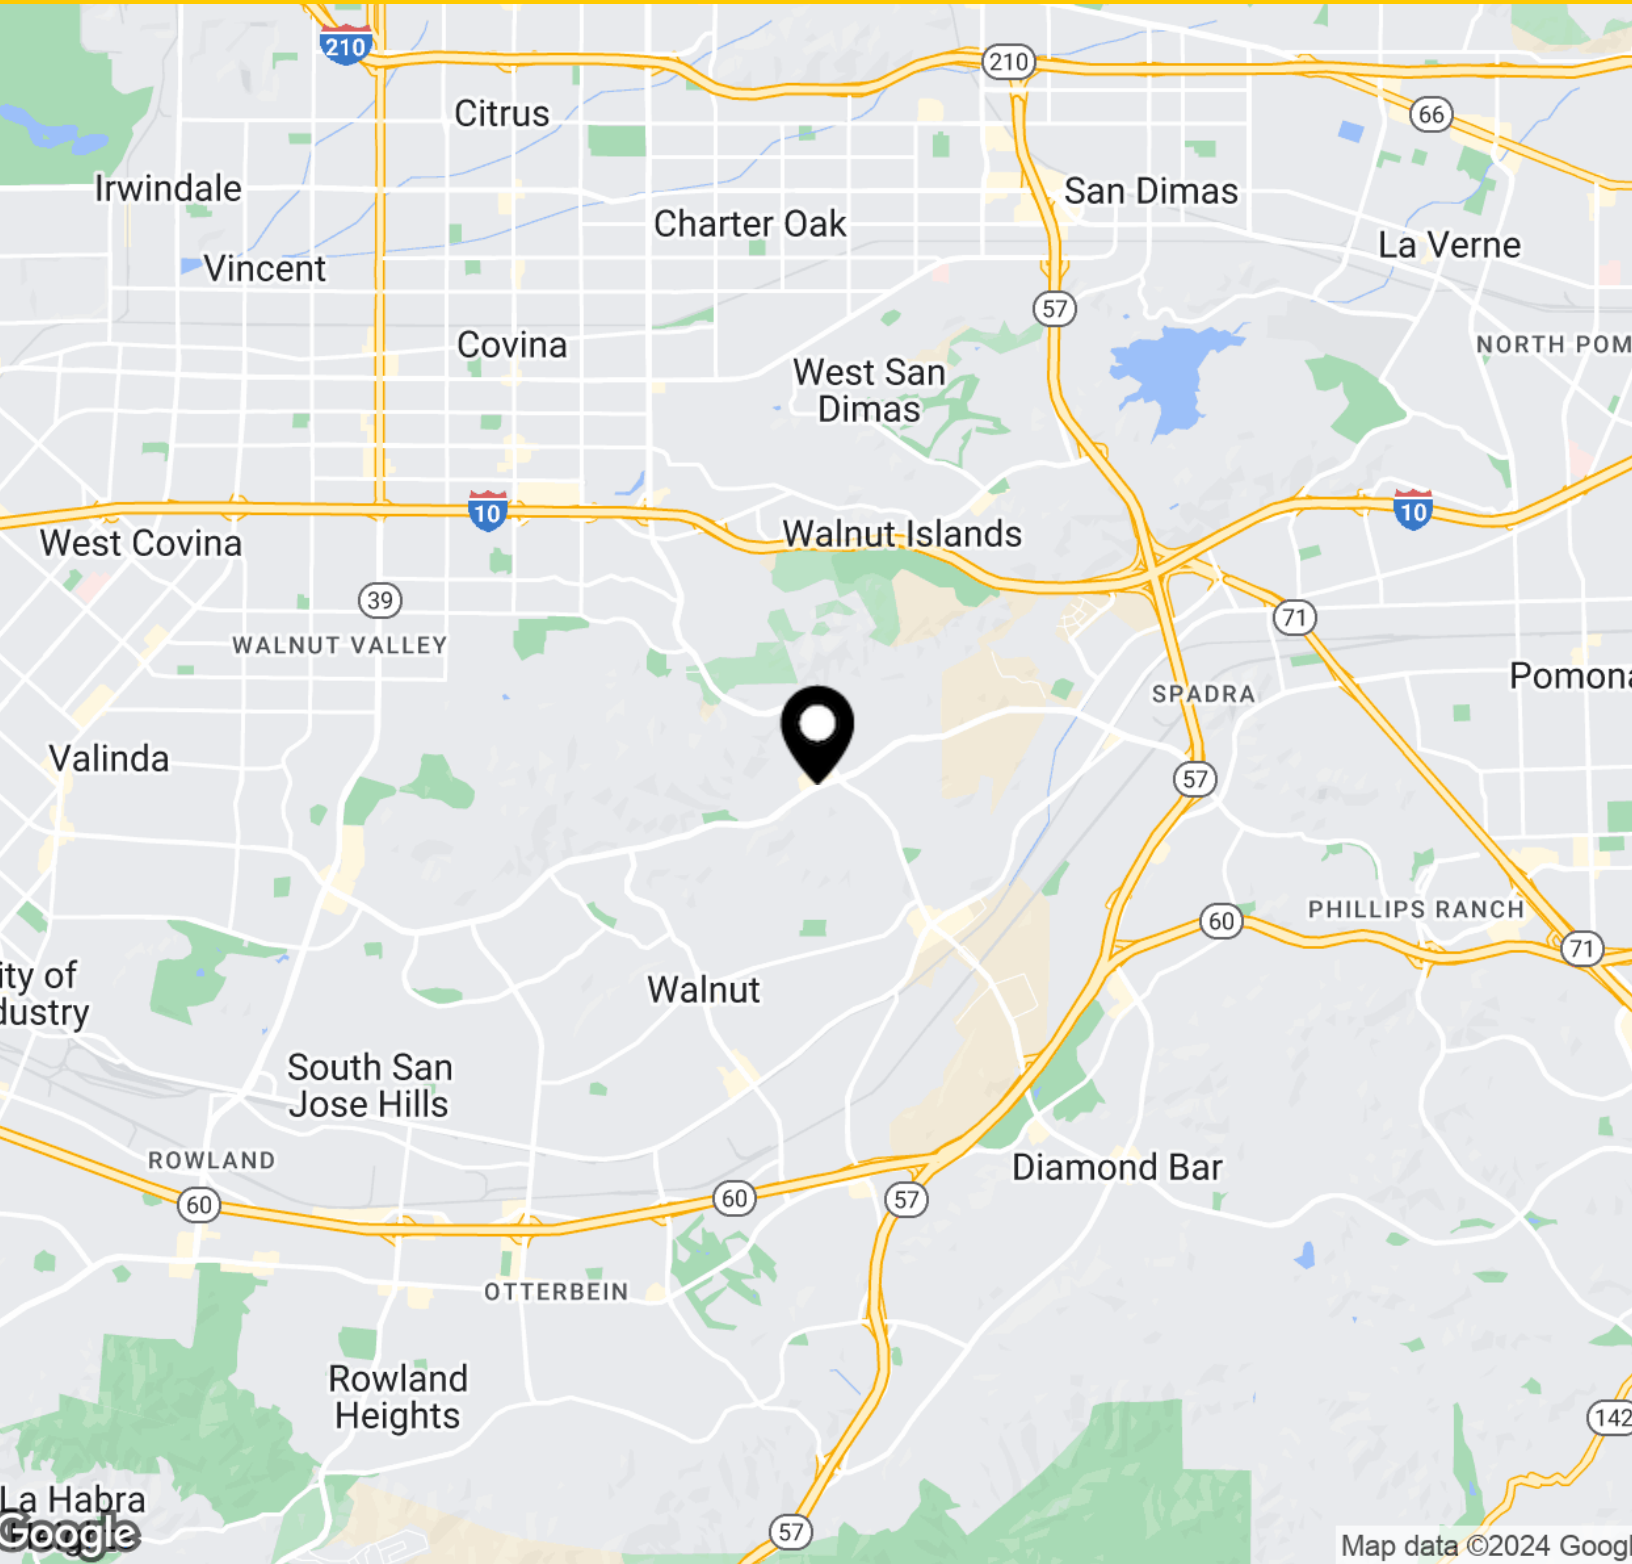 210
210
66
Citrus
Irwindale
San Dimas
Charter Oak
La Verne
Vincent
57
Covina
NORTH POM
West San
Dimas
10
10
Walnut Islands
West Covina
39
71
WALNUT VALLEY
Pomona
SPADRA
Valinda
57
PHILLIPS RANCH
60
71
ity of
dustry
Walnut
South San
Jose Hills
ROWLAND
Diamond Bar
60
60
57
OTTERBEIN
Rowland
Heights
142
La Habra
Google
57
Map data ©2024 Googl